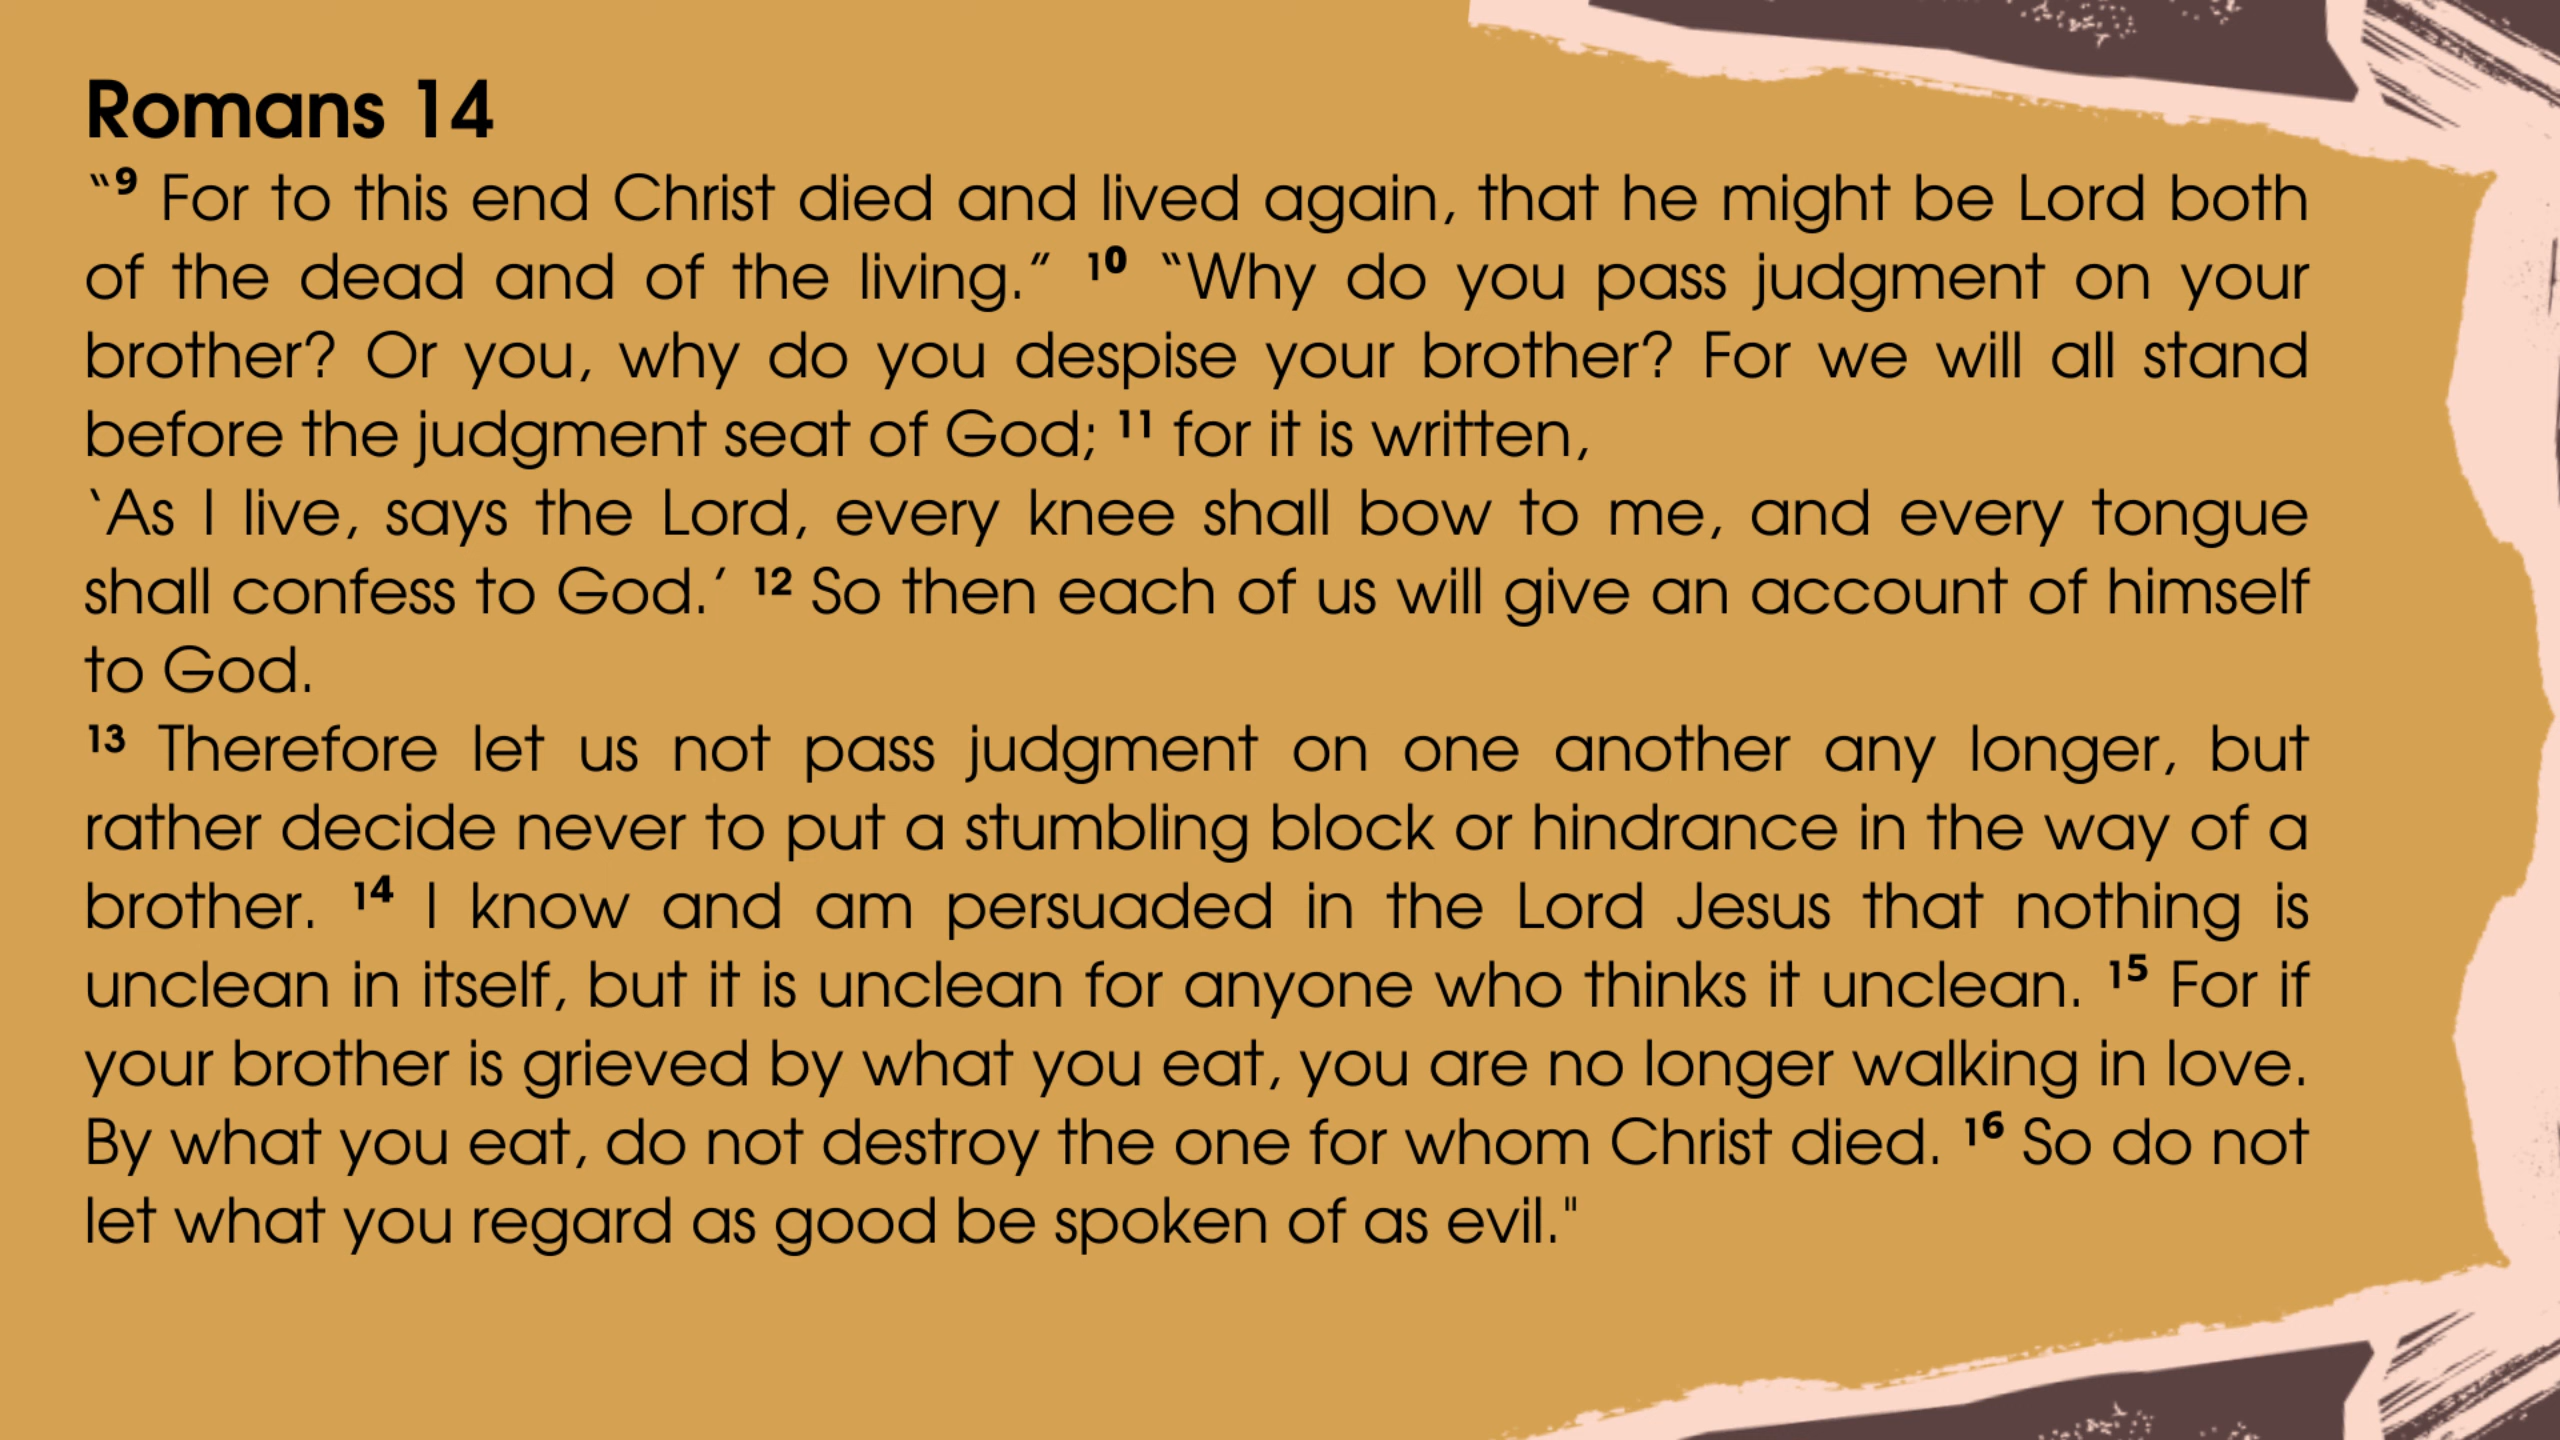 Romans 14
“⁹ For to this end Christ died and lived again, that he might be Lord both
of the dead and of the living.” ¹⁰ “Why do you pass judgment on your
brother? Or you, why do you despise your brother? For we will all stand
before the judgment seat of God; ¹¹ for it is written,
‘As I live, says the Lord, every knee shall bow to me, and every tongue
shall confess to God.’ ¹² So then each of us will give an account of himself
to God.
¹³ Therefore let us not pass judgment on one another any longer, but
rather decide never to put a stumbling block or hindrance in the way of a
brother. ¹⁴ I know and am persuaded in the Lord Jesus that nothing is
unclean in itself, but it is unclean for anyone who thinks it unclean. ¹⁵ For if
your brother is grieved by what you eat, you are no longer walking in love.
By what you eat, do not destroy the one for whom Christ died. ¹⁶ So do not
let what you regard as good be spoken of as evil."